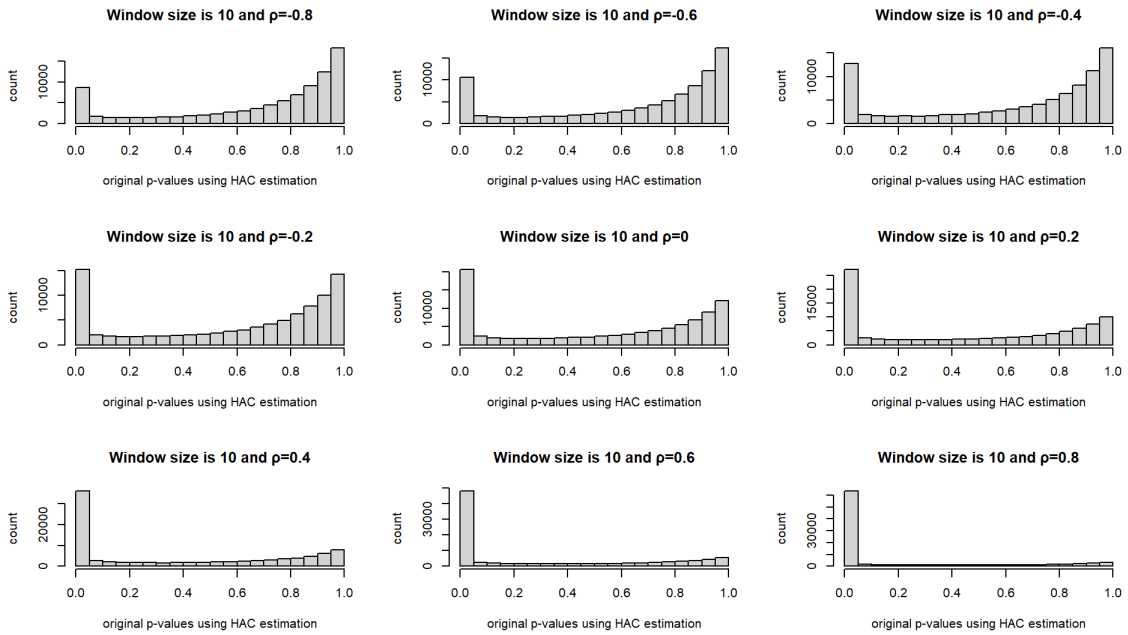 Window size is 10 and ρ=-0.8
count
0 10000
0.0 0.2 0.4 0.6 0.8 1.0
original p-values using HAC estimation
Window size is 10 and ρ=-0.6
count
0 10000
0.0 0.2 0.4 0.6 0.8 1.0
original p-values using HAC estimation
Window size is 10 and ρ=-0.4
count
0 10000
0.0 0.2 0.4 0.6 0.8 1.0
original p-values using HAC estimation
Window size is 10 and ρ=-0.2
count
0 10000
0.0 0.2 0.4 0.6 0.8 1.0
original p-values using HAC estimation
Window size is 10 and ρ=0
count
0 10000
0.0 0.2 0.4 0.6 0.8 1.0
original p-values using HAC estimation
Window size is 10 and ρ=0.2
count
0 15000
0.0 0.2 0.4 0.6 0.8 1.0
original p-values using HAC estimation
Window size is 10 and ρ=0.4
count
0 20000
0.0 0.2 0.4 0.6 0.8 1.0
original p-values using HAC estimation
Window size is 10 and ρ=0.6
count
0 30000
0.0 0.2 0.4 0.6 0.8 1.0
original p-values using HAC estimation
Window size is 10 and ρ=0.8
count
0 30000
0.0 0.2 0.4 0.6 0.8 1.0
original p-values using HAC estimation